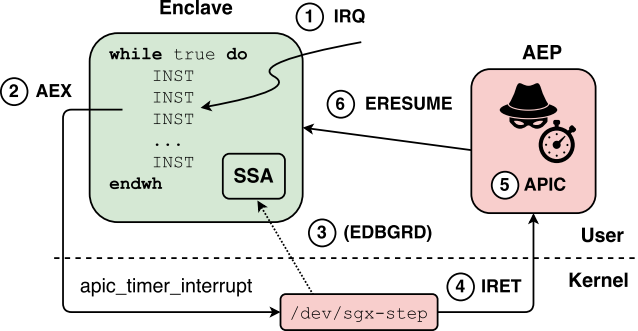 Enclave
① IRQ
while true do
INST
INST
INST
...
INST
endwh
② AEX
SSA
③ (EDBGRD)
⑥ ERESUME
AEP
⑤ APIC
User
Kernel
apic_timer_interrupt
/dev/sgx-step
④ IRET